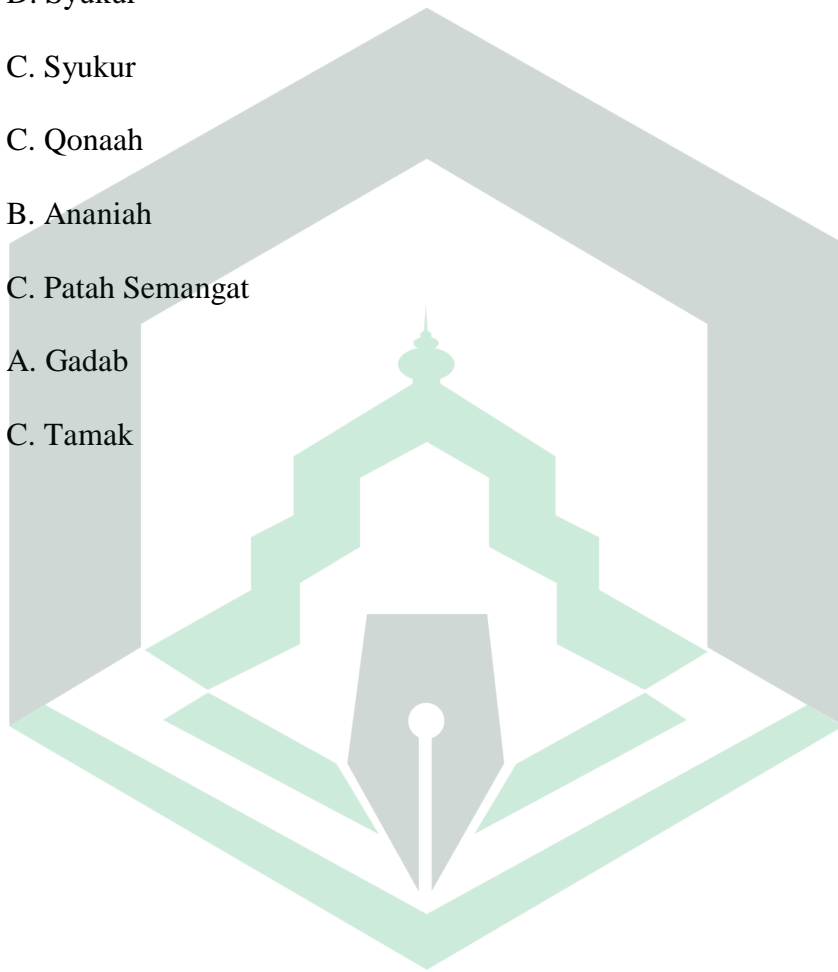 C. Syukur
C. Qonaah
B. Ananiah
C. Patah Semangat
A. Gadab
C. Tamak